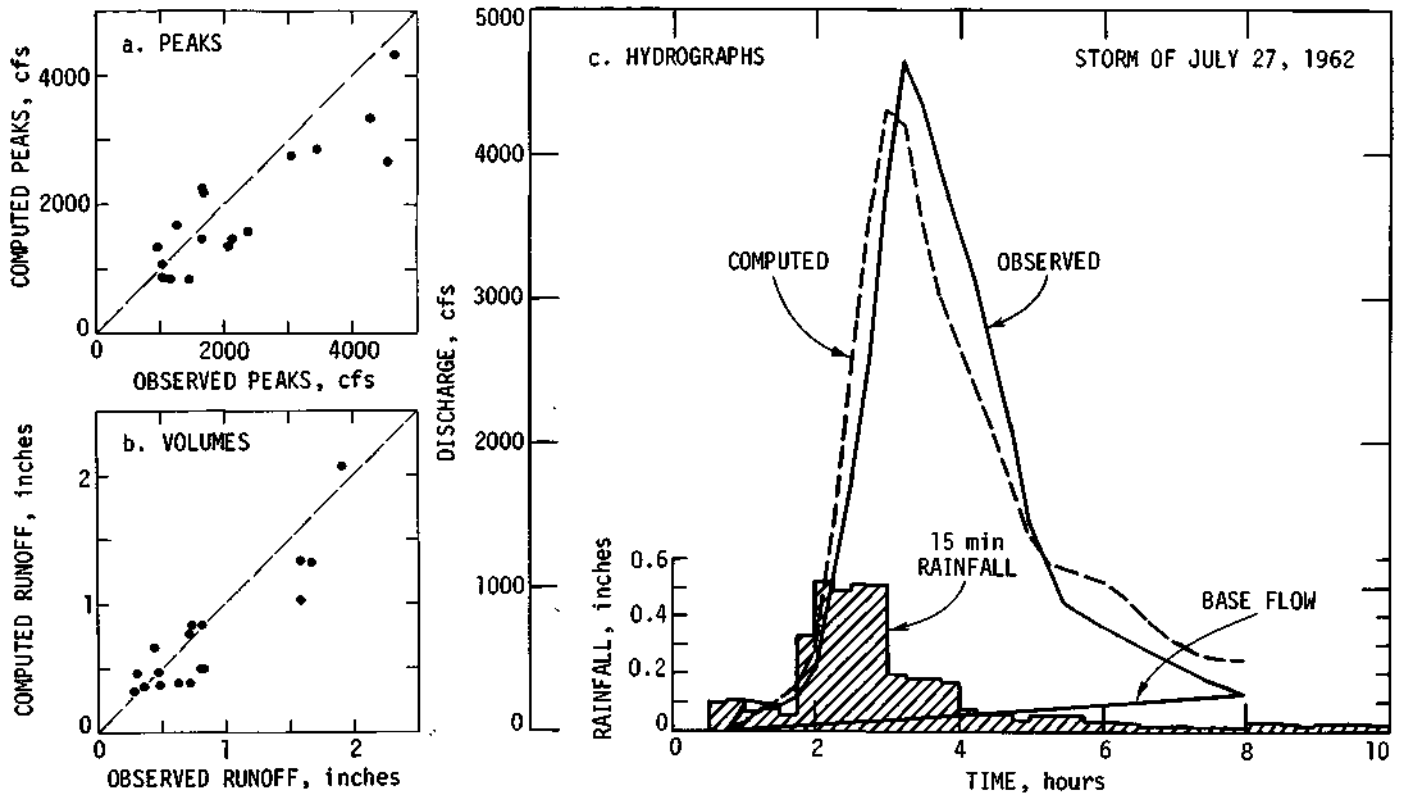 a. PEAKS
COMPUTED PEAKS, cfs
4000
2000
0
0 2000 4000
OBSERVED PEAKS, cfs
b. VOLUMES
COMPUTED RUNOFF, inches
2
1
0
0 1 2
OBSERVED RUNOFF, inches
c. HYDROGRAPHS
STORM OF JULY 27, 1962
DISCHARGE, cfs
5000
4000
3000
2000
1000
0
COMPUTED
OBSERVED
15 min
RAINFALL
BASE FLOW
RAINFALL, inches
0.6
0.4
0.2
0
0 2 4 6 8 10
TIME, hours